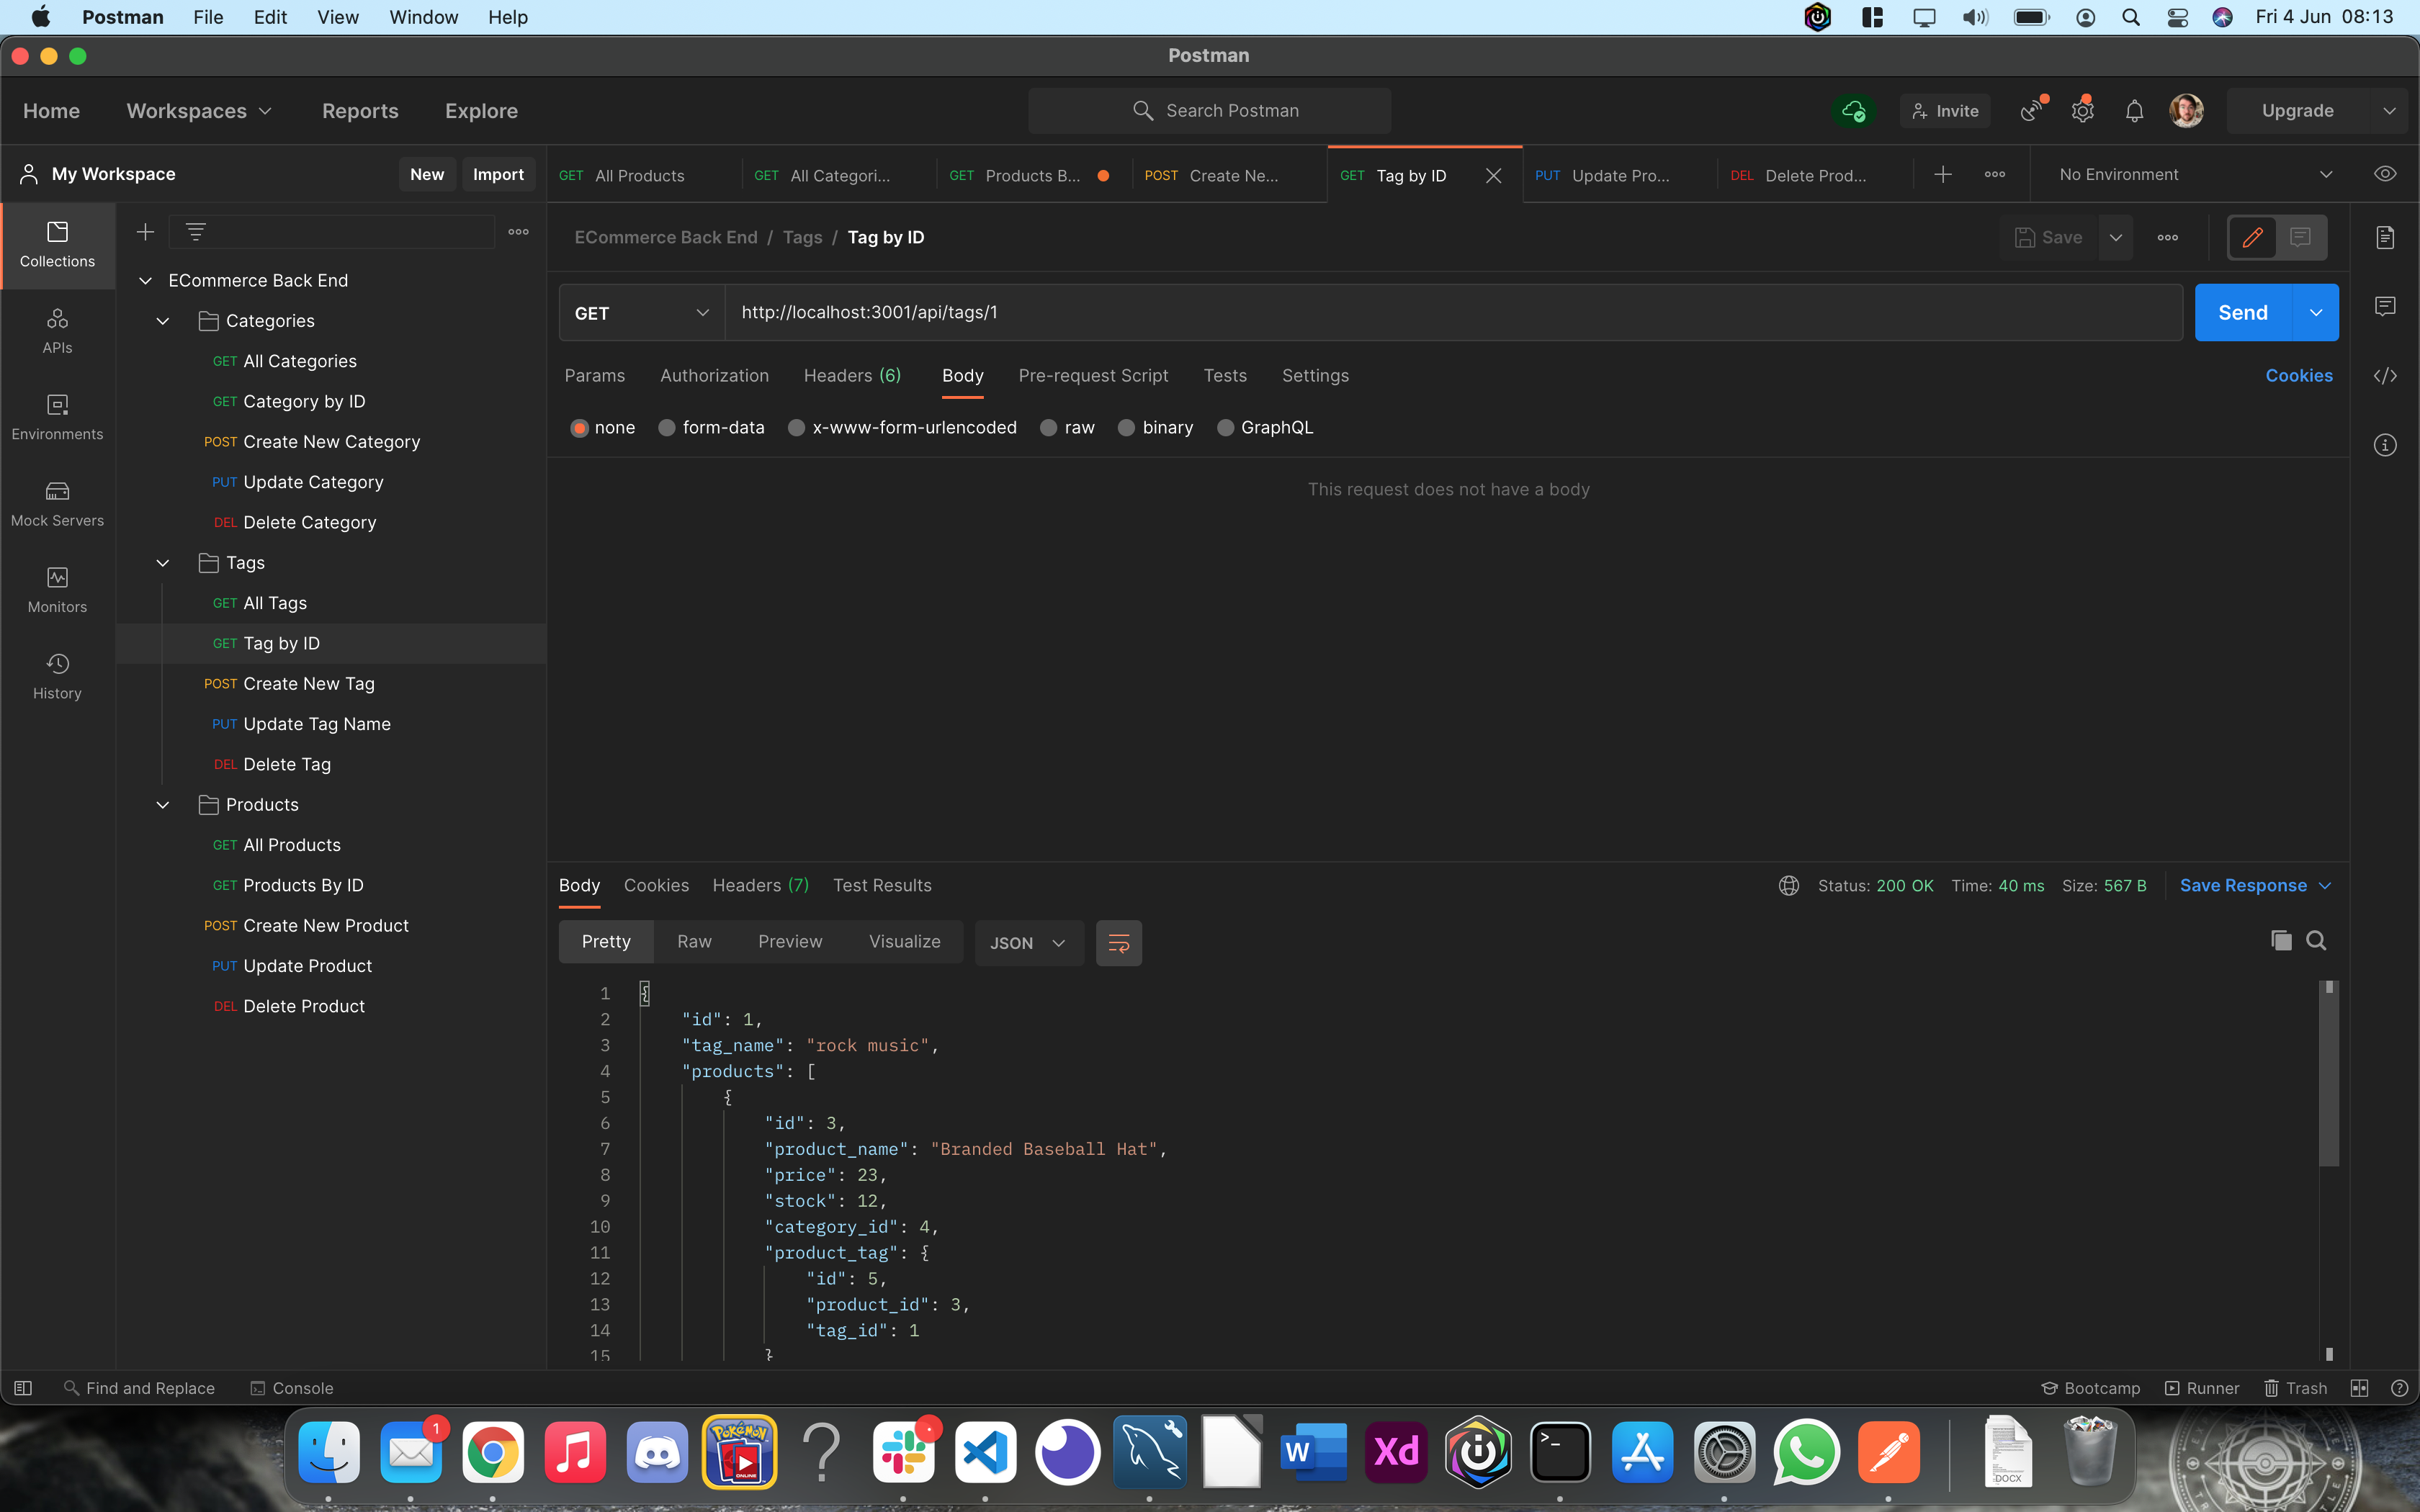 Postman File Edit View Window Help Fri 4 Jun 08:13
Postman
Home Workspaces Reports Explore Search Postman Invite Upgrade
My Workspace New Import
GET All Products GET All Categori... GET Products B... POST Create Ne... GET Tag by ID PUT Update Pro... DEL Delete Prod... No Environment
Collections
APIs
Environments
Mock Servers
Monitors
History
ECommerce Back End
Categories
GET All Categories
GET Category by ID
POST Create New Category
PUT Update Category
DEL Delete Category
Tags
GET All Tags
GET Tag by ID
POST Create New Tag
PUT Update Tag Name
DEL Delete Tag
Products
GET All Products
GET Products By ID
POST Create New Product
PUT Update Product
DEL Delete Product
ECommerce Back End / Tags / Tag by ID Save
GET http://localhost:3001/api/tags/1 Send
Params Authorization Headers (6) Body Pre-request Script Tests Settings Cookies
none form-data x-www-form-urlencoded raw binary GraphQL
This request does not have a body
Body Cookies Headers (7) Test Results Status: 200 OK Time: 40 ms Size: 567 B Save Response
Pretty Raw Preview Visualize JSON
1 {
2 "id": 1,
3 "tag_name": "rock music",
4 "products": [
5 {
6 "id": 3,
7 "product_name": "Branded Baseball Hat",
8 "price": 23,
9 "stock": 12,
10 "category_id": 4,
11 "product_tag": {
12 "id": 5,
13 "product_id": 3,
14 "tag_id": 1
15 }
Find and Replace Console Bootcamp Runner Trash
1
Pokémon
ONLINE
W
Xd
>_
DOCX